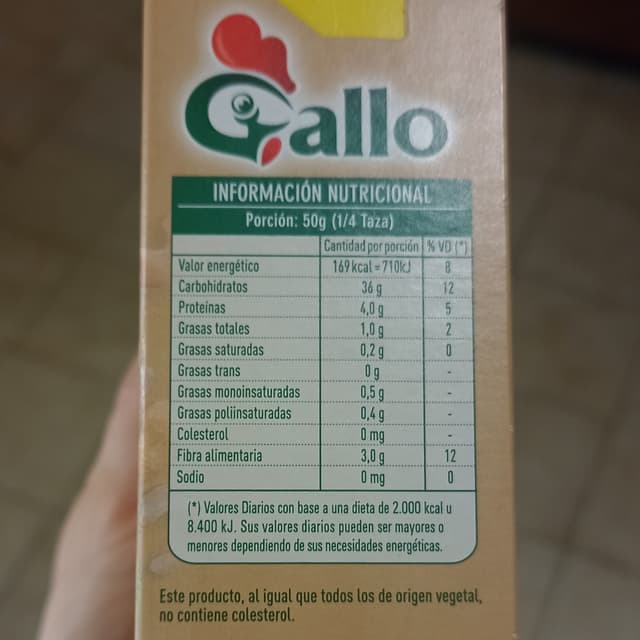 Gallo
INFORMACIÓN NUTRICIONAL
Porción: 50g (1/4 Taza)
Cantidad por porción % VD (*)
Valor energético 169 kcal = 710kJ 8
Carbohidratos 36 g 12
Proteínas 4,0 g 5
Grasas totales 1,0 g 2
Grasas saturadas 0,2 g 0
Grasas trans 0 g -
Grasas monoinsaturadas 0,5 g -
Grasas poliinsaturadas 0,4 g -
Colesterol 0 mg -
Fibra alimentaria 3,0 g 12
Sodio 0 mg 0
(*) Valores Diarios con base a una dieta de 2.000 kcal u
8.400 kJ. Sus valores diarios pueden ser mayores o
menores dependiendo de sus necesidades energéticas.
Este producto, al igual que todos los de origen vegetal,
no contiene colesterol.